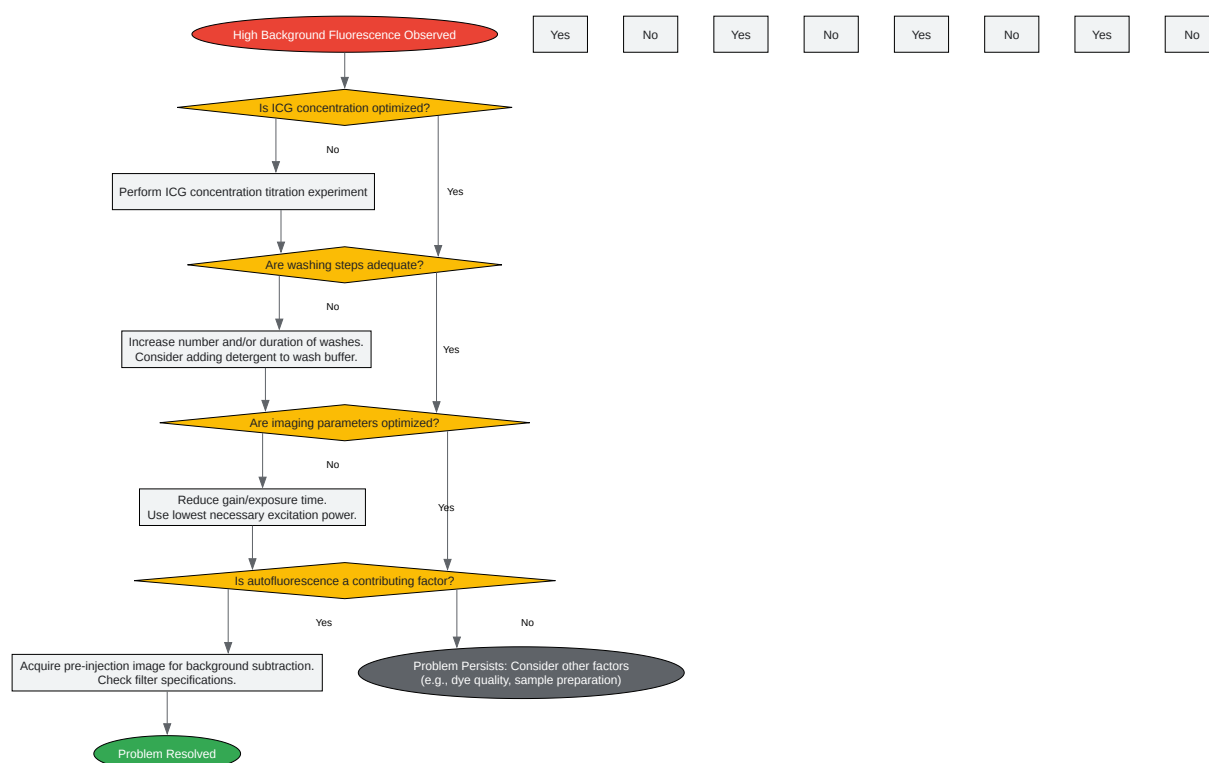 High Background Fluorescence Observed
Yes
No
Yes
No
Yes
No
Yes
No
Is ICG concentration optimized?
No
Perform ICG concentration titration experiment
Yes
Are washing steps adequate?
No
Increase number and/or duration of washes.
Consider adding detergent to wash buffer.
Yes
Are imaging parameters optimized?
No
Reduce gain/exposure time.
Use lowest necessary excitation power.
Yes
Is autofluorescence a contributing factor?
Yes
No
Acquire pre-injection image for background subtraction.
Check filter specifications.
Problem Persists: Consider other factors
(e.g., dye quality, sample preparation)
Problem Resolved